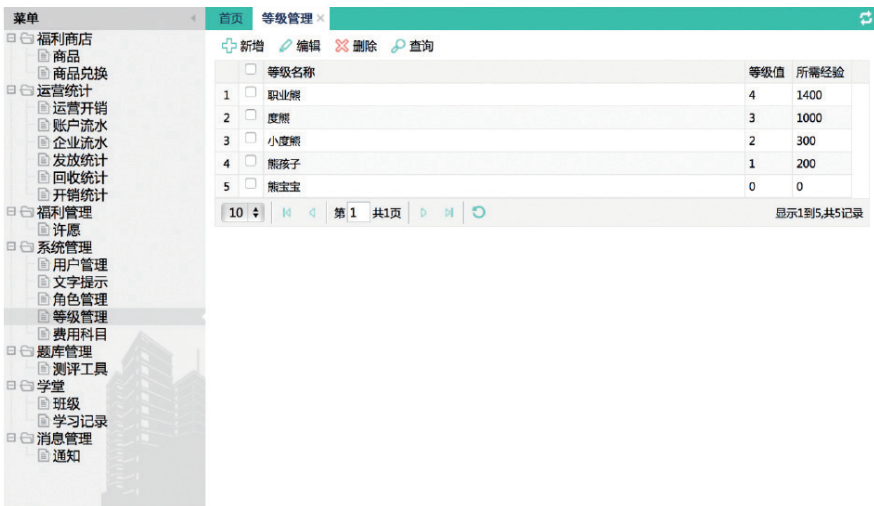 菜单
福利商店
商品
商品兑换
运营统计
运营开销
账户流水
企业流水
发放统计
回收统计
开销统计
福利管理
许愿
系统管理
用户管理
文字提示
角色管理
等级管理
费用科目
题库管理
测评工具
学堂
班级
学习记录
消息管理
通知
首页 等级管理 ×
新增 编辑 删除 查询
等级名称 等级值 所需经验
1 职业熊 4 1400
2 度熊 3 1000
3 小度熊 2 300
4 熊孩子 1 200
5 熊宝宝 0 0
10 第 1 共1页 显示1到5,共5记录